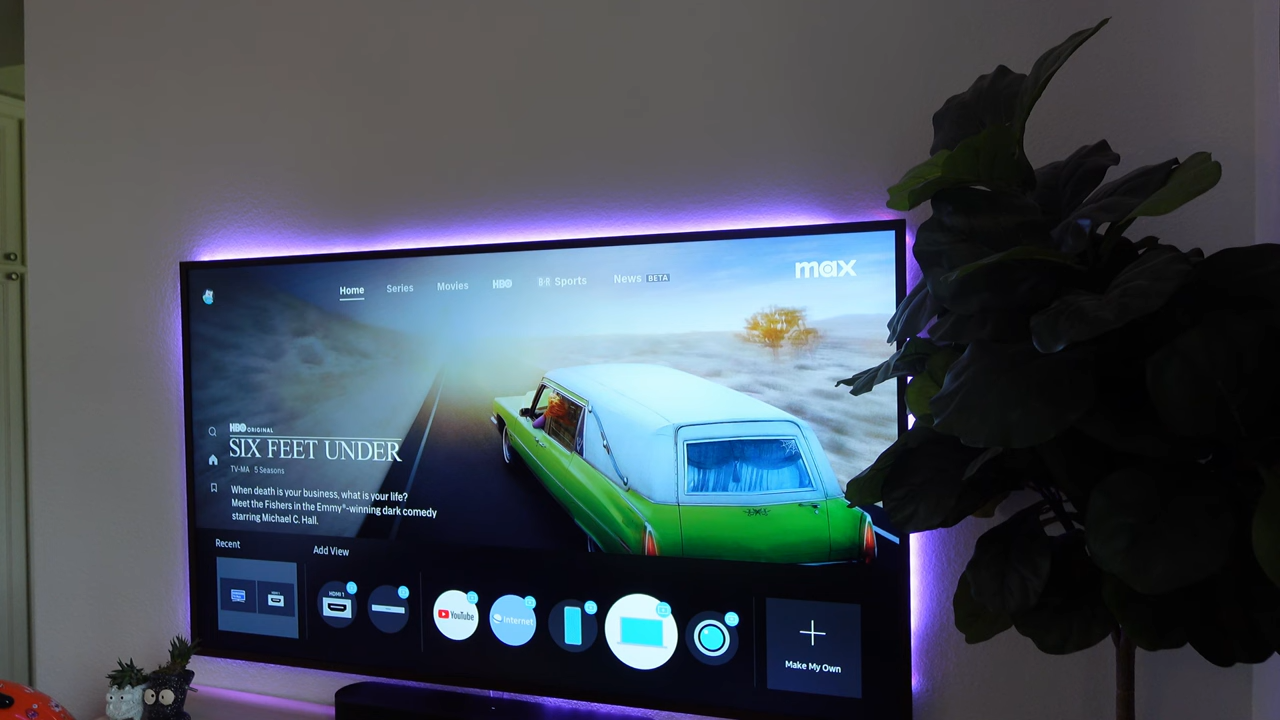 Home
Series
Movies
HBO
B/R Sports
News BETA
max
HBO ORIGINAL
SIX FEET UNDER
TV-MA 5 Seasons
When death is your business, what is your life?
Meet the Fishers in the Emmy®-winning dark comedy
starring Michael C. Hall.
Recent
Add View
HDMI 1
YouTube
Internet
Make My Own